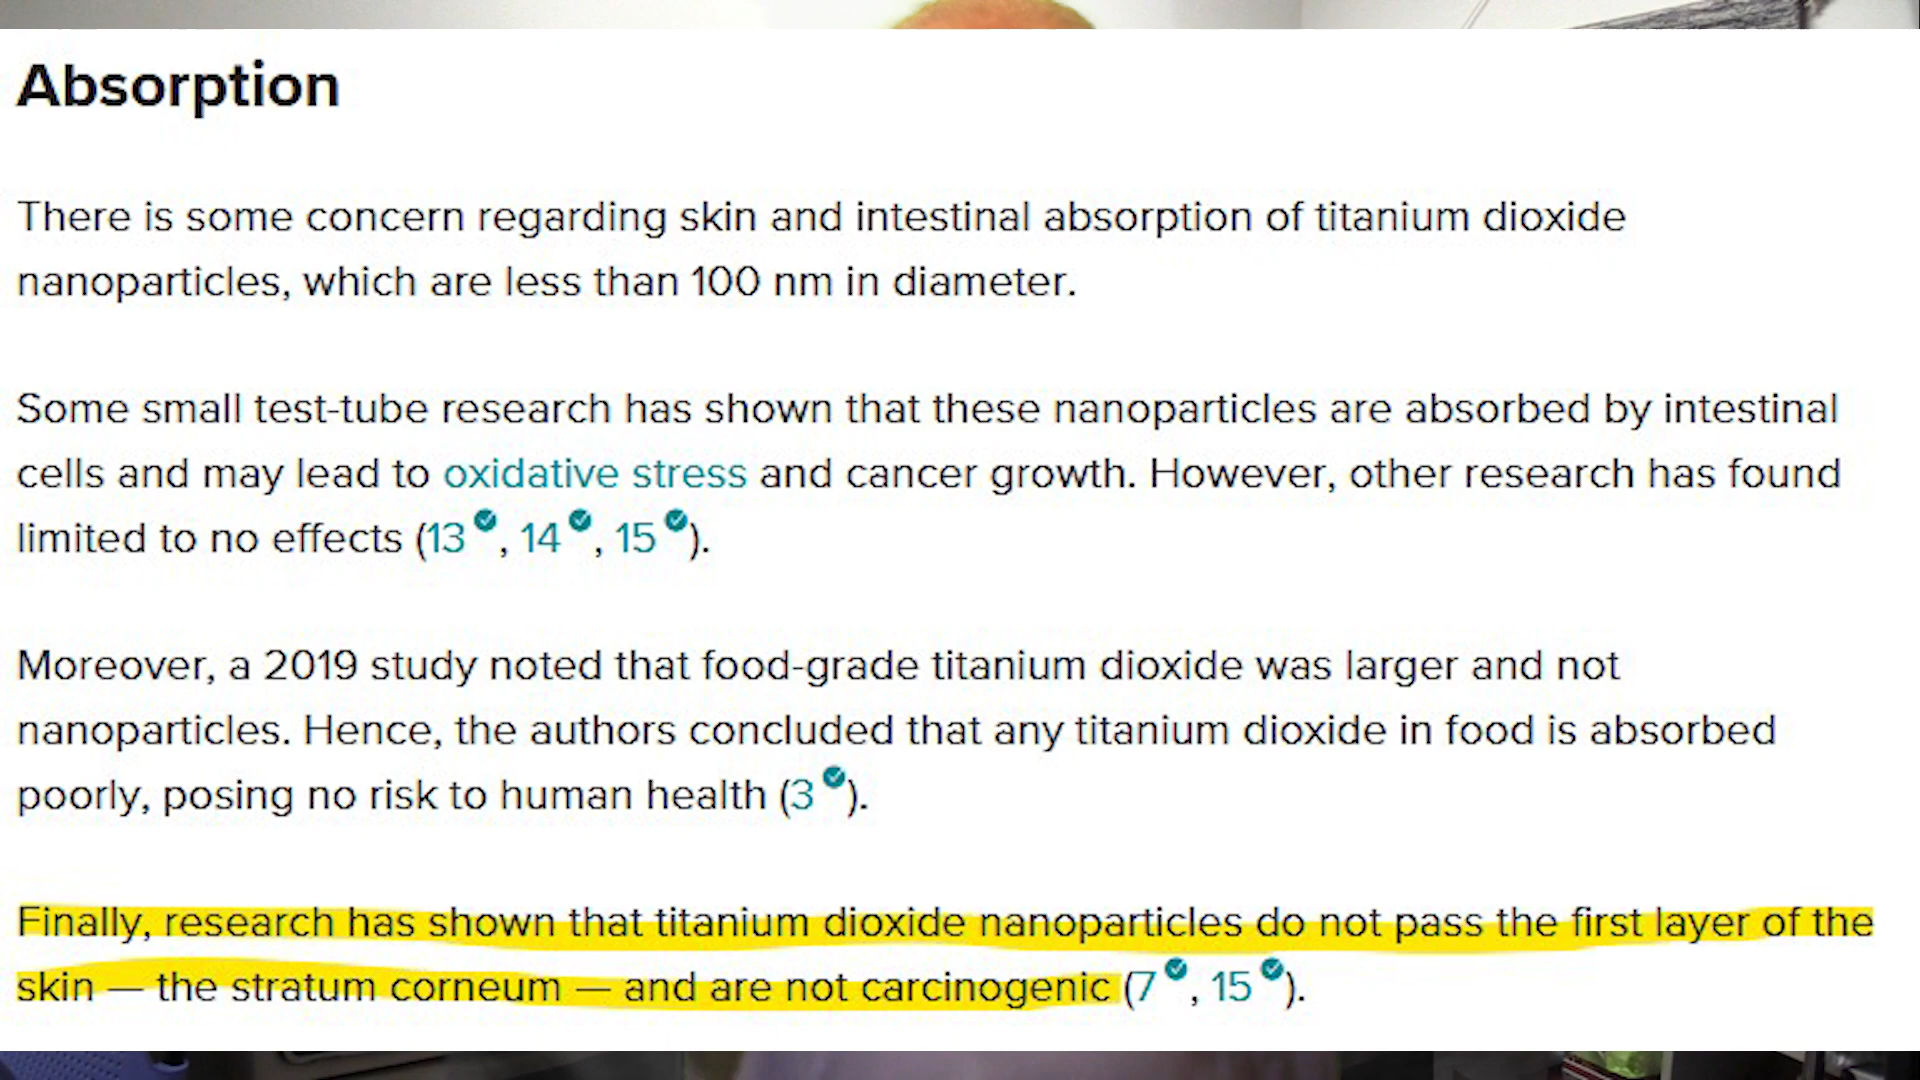 Absorption
There is some concern regarding skin and intestinal absorption of titanium dioxide
nanoparticles, which are less than 100 nm in diameter.
Some small test-tube research has shown that these nanoparticles are absorbed by intestinal
cells and may lead to oxidative stress and cancer growth. However, other research has found
limited to no effects (13, 14, 15).
Moreover, a 2019 study noted that food-grade titanium dioxide was larger and not
nanoparticles. Hence, the authors concluded that any titanium dioxide in food is absorbed
poorly, posing no risk to human health (3).
Finally, research has shown that titanium dioxide nanoparticles do not pass the first layer of the
skin — the stratum corneum — and are not carcinogenic (7, 15).